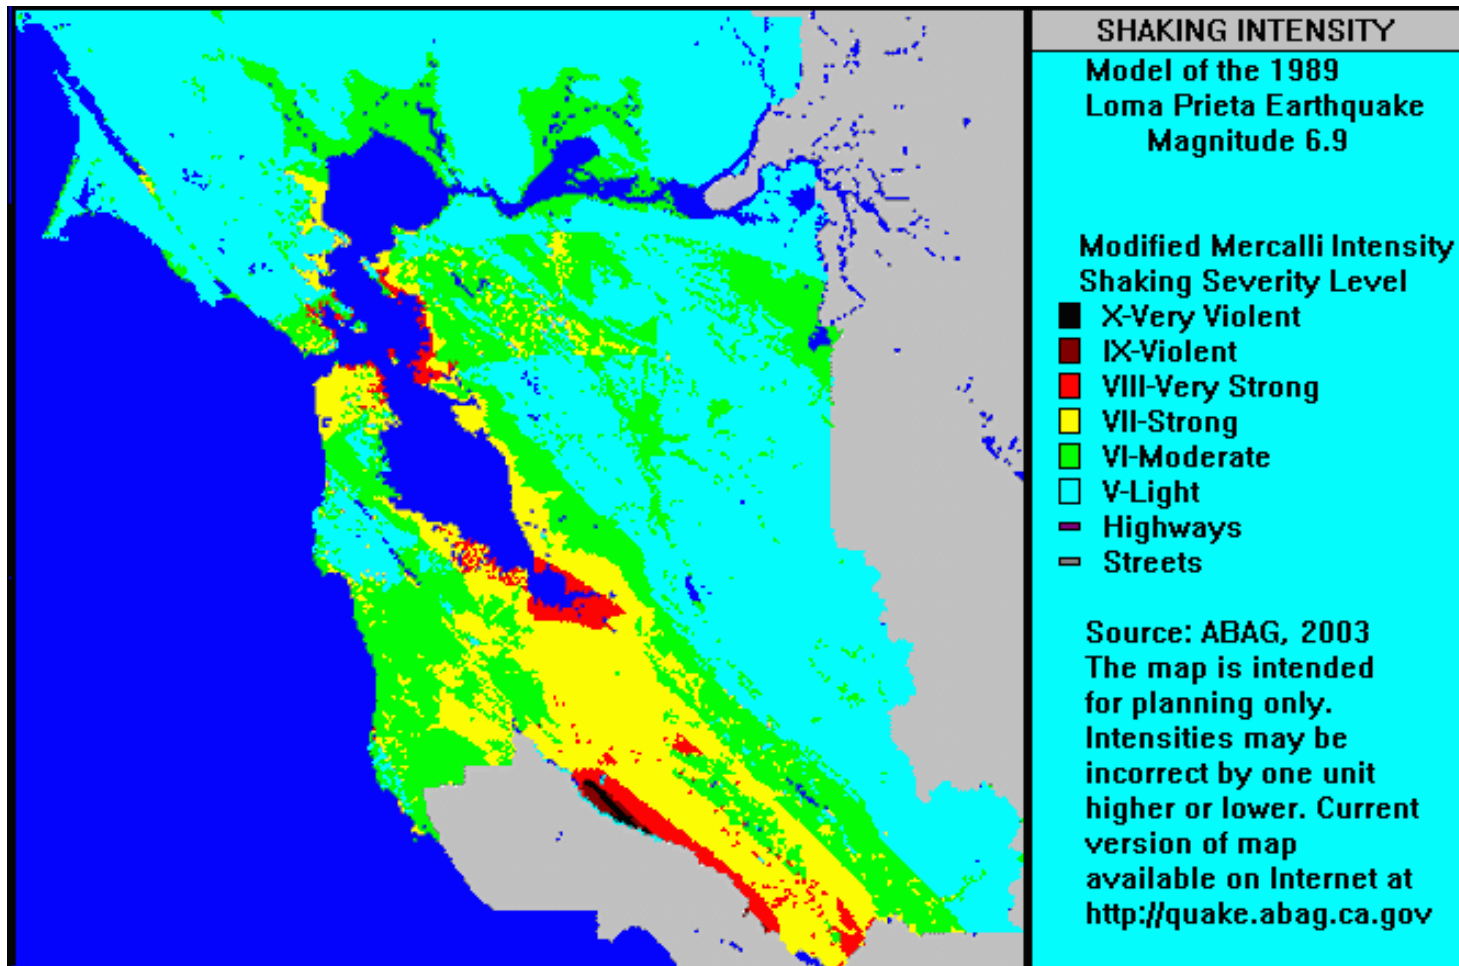 SHAKING INTENSITY
Model of the 1989
Loma Prieta Earthquake
Magnitude 6.9
Modified Mercalli Intensity
Shaking Severity Level
X-Very Violent
IX-Violent
VIII-Very Strong
VII-Strong
VI-Moderate
V-Light
Highways
Streets
Source: ABAG, 2003
The map is intended
for planning only.
Intensities may be
incorrect by one unit
higher or lower. Current
version of map
available on Internet at
http://quake.abag.ca.gov